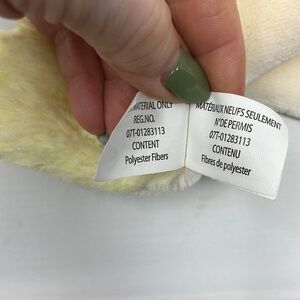 MATERIAL ONLY
REG.NO.
07T-01283113
CONTENT
Polyester Fibers
MATÉRIAUX NEUFS SEULEMENT
N°DE PERMIS
07T-01283113
CONTENU
Fibres de polyester